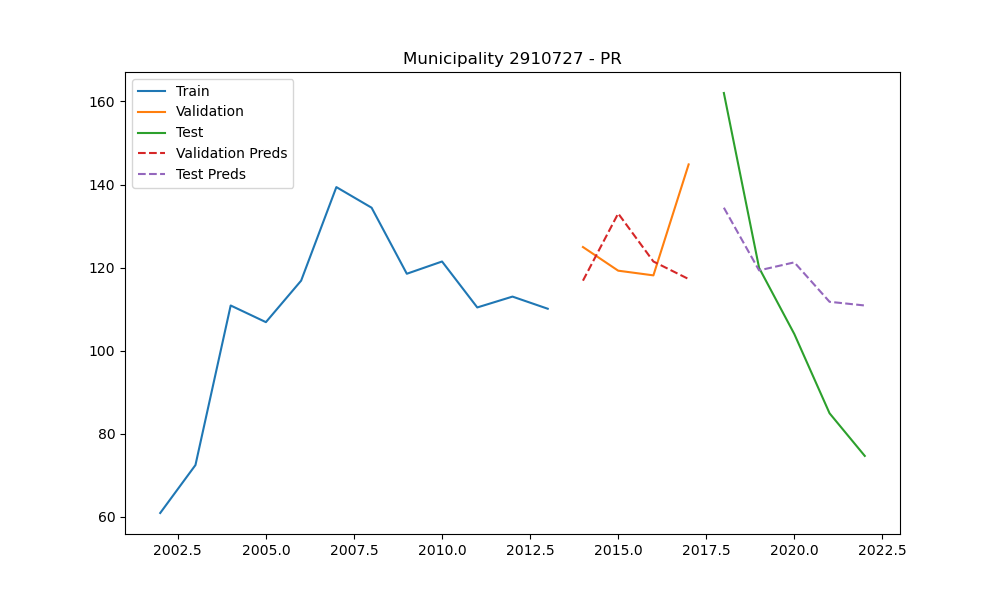 Municipality 2910727 - PR
Train
Validation
Test
Validation Preds
Test Preds
160
140
120
100
80
60
2002.5 2005.0 2007.5 2010.0 2012.5 2015.0 2017.5 2020.0 2022.5